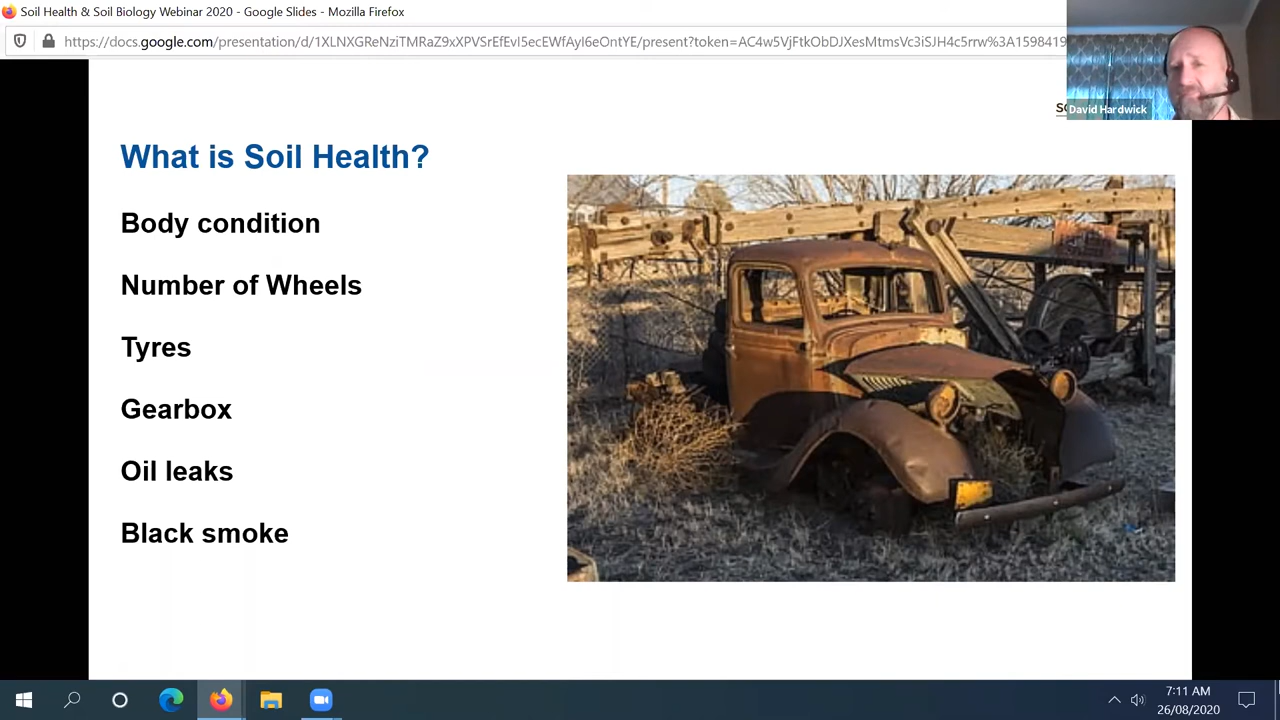 Soil Health & Soil Biology Webinar 2020 - Google Slides - Mozilla Firefox
https://docs.google.com/presentation/d/1XLNXGReNziTMRaZ9xXPVSrEfEvI5ecEWfAyI6eOntYE/present?token=AC4w5VjFtkObDJXesMtmsVc3iSJH4c5rrw%3A1598419
David Hardwick
What is Soil Health?
Body condition
Number of Wheels
Tyres
Gearbox
Oil leaks
Black smoke
7:11 AM
26/08/2020